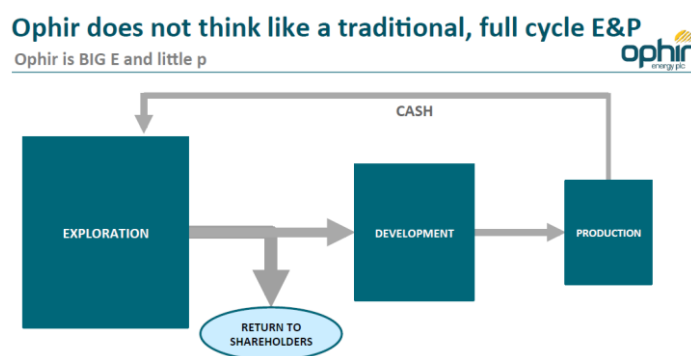 Ophir does not think like a traditional, full cycle E&P
Ophir is BIG E and little p
ophir
energy plc
CASH
EXPLORATION
DEVELOPMENT
PRODUCTION
RETURN TO
SHAREHOLDERS